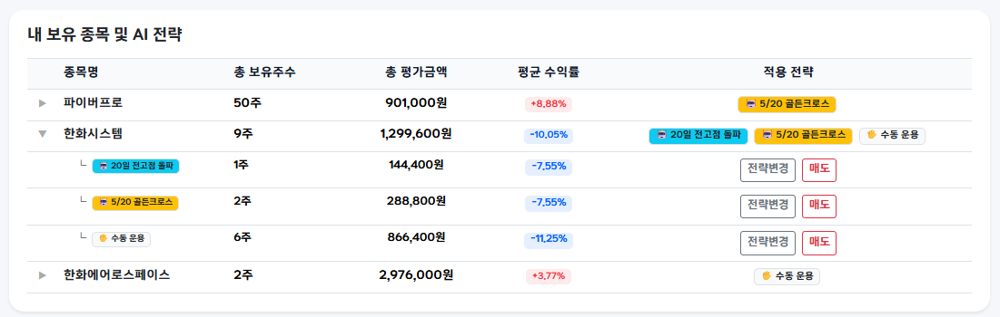 내 보유 종목 및 AI 전략
종목명 총 보유주수 총 평가금액 평균 수익률 적용 전략
▶ 파이버프로 50주 901,000원 +8,88% 5/20 골든크로스
▼ 한화시스템 9주 1,299,600원 -10,05% 20일 전고점 돌파 5/20 골든크로스 수동 운용
└ 20일 전고점 돌파 1주 144,400원 -7,55% 전략변경 매도
└ 5/20 골든크로스 2주 288,800원 -7,55% 전략변경 매도
└ 수동 운용 6주 866,400원 -11,25% 전략변경 매도
▶ 한화에어로스페이스 2주 2,976,000원 +3,77% 수동 운용